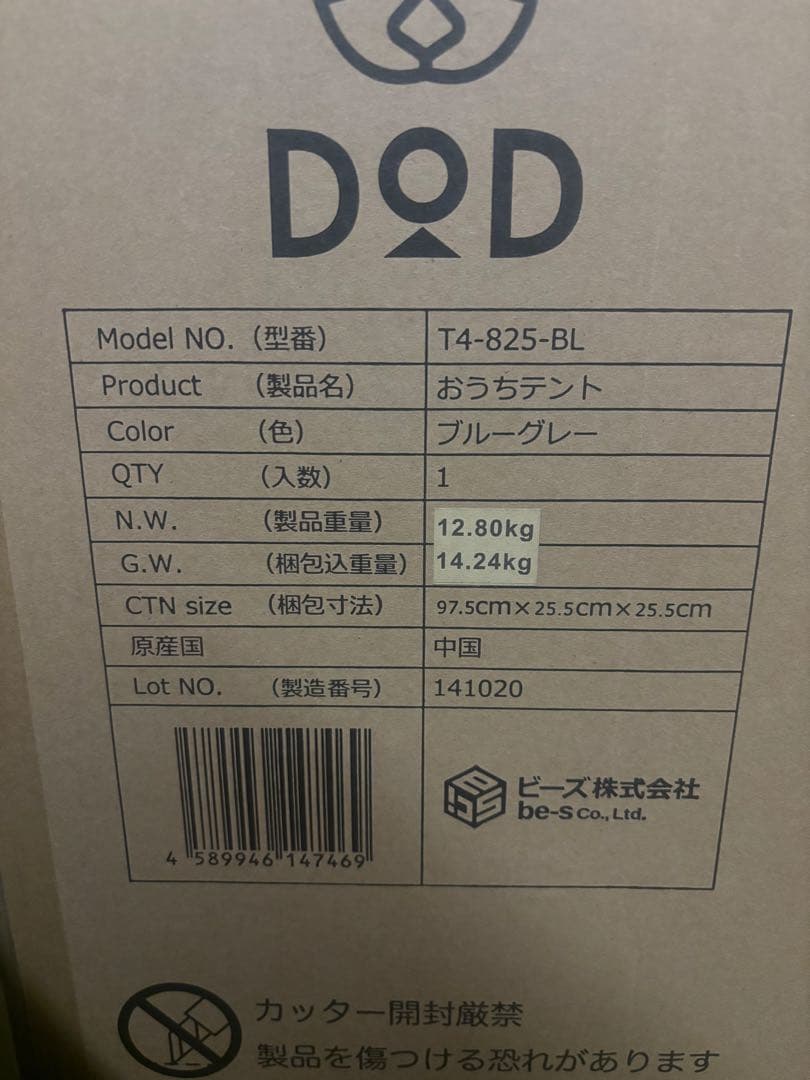 DOD
Model NO.（型番） T4-825-BL
Product （製品名） おうちテント
Color （色） ブルーグレー
QTY （入数） 1
N.W. （製品重量） 12.80kg
G.W. （梱包込重量） 14.24kg
CTN size （梱包寸法） 97.5cm×25.5cm×25.5cm
原産国 中国
Lot NO. （製造番号） 141020
4 589946 147469
ビーズ株式会社
be-s Co., Ltd.
カッター開封厳禁
製品を傷つける恐れがあります